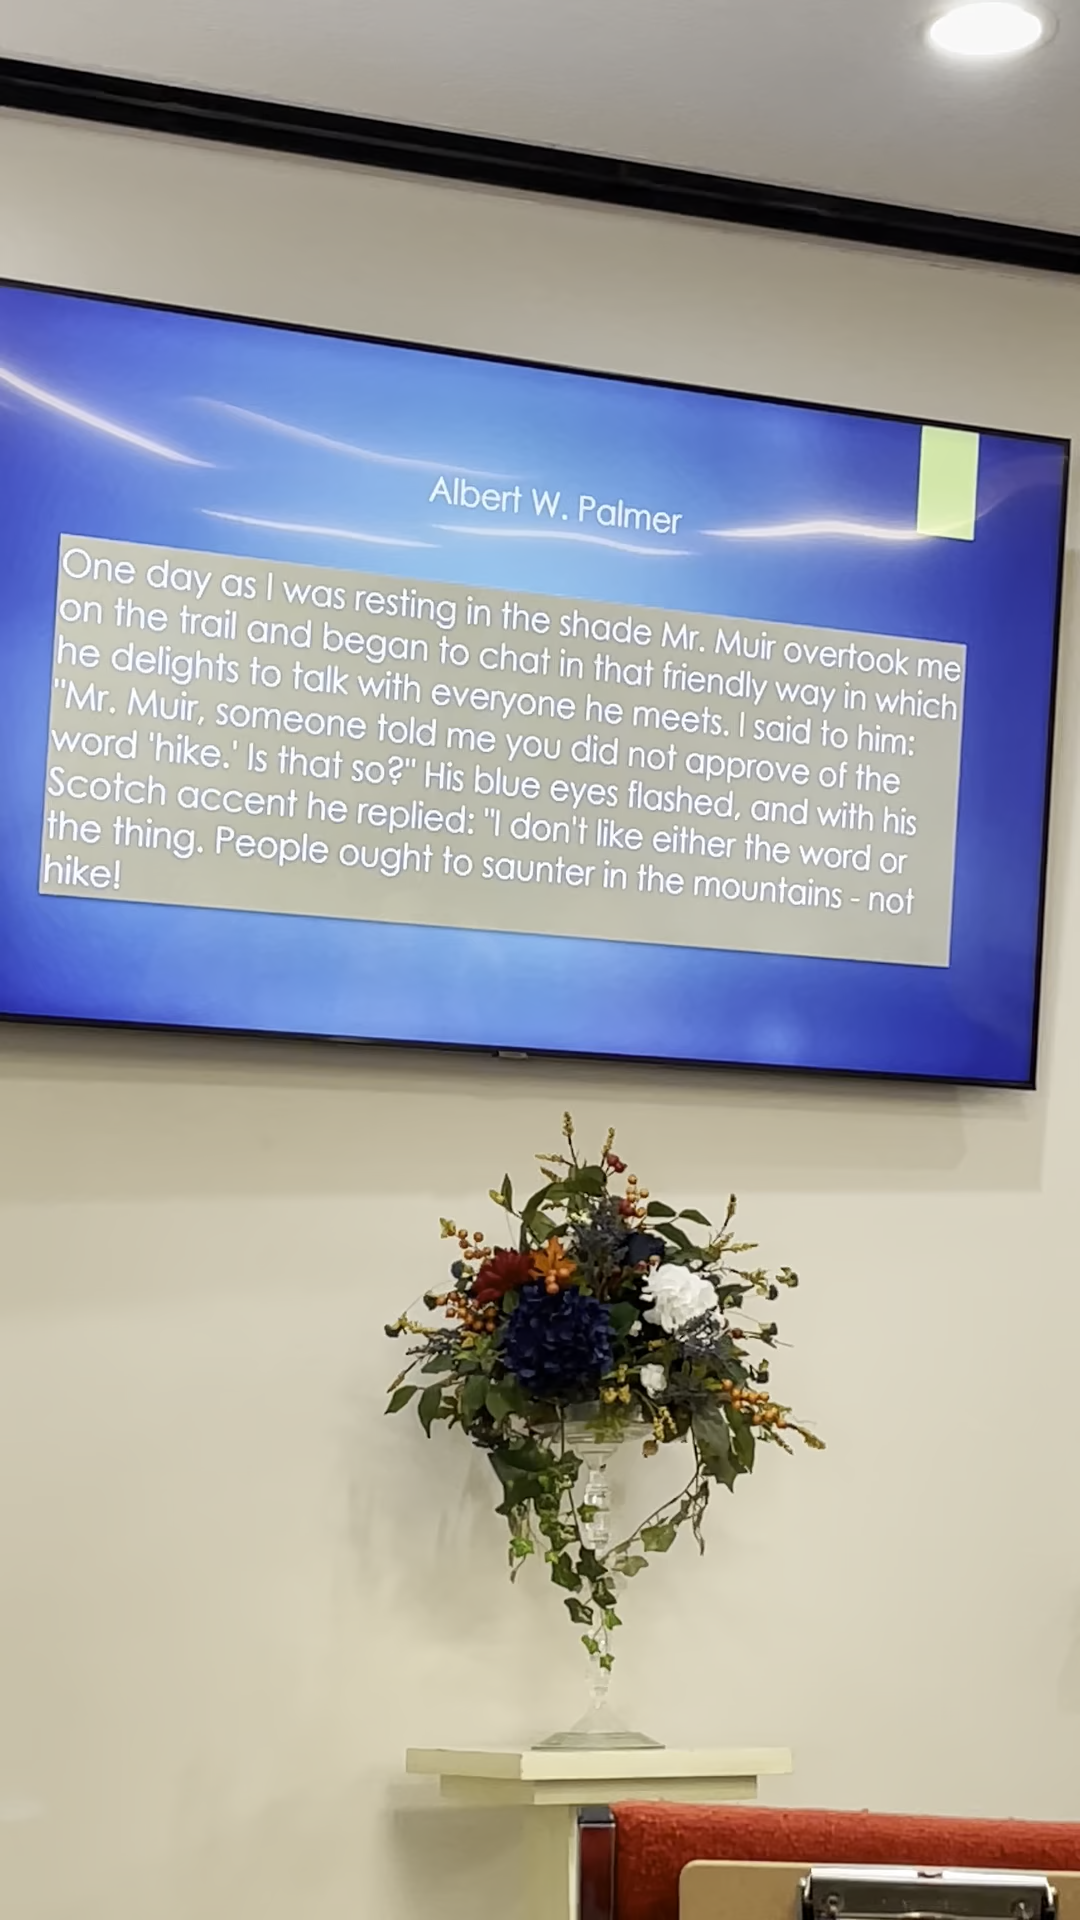 Albert W. Palmer
One day as I was resting in the shade Mr. Muir overtook me
on the trail and began to chat in that friendly way in which
he delights to talk with everyone he meets. I said to him:
"Mr. Muir, someone told me you did not approve of the
word 'hike.' Is that so?" His blue eyes flashed, and with his
Scotch accent he replied: "I don't like either the word or
the thing. People ought to saunter in the mountains - not
hike!